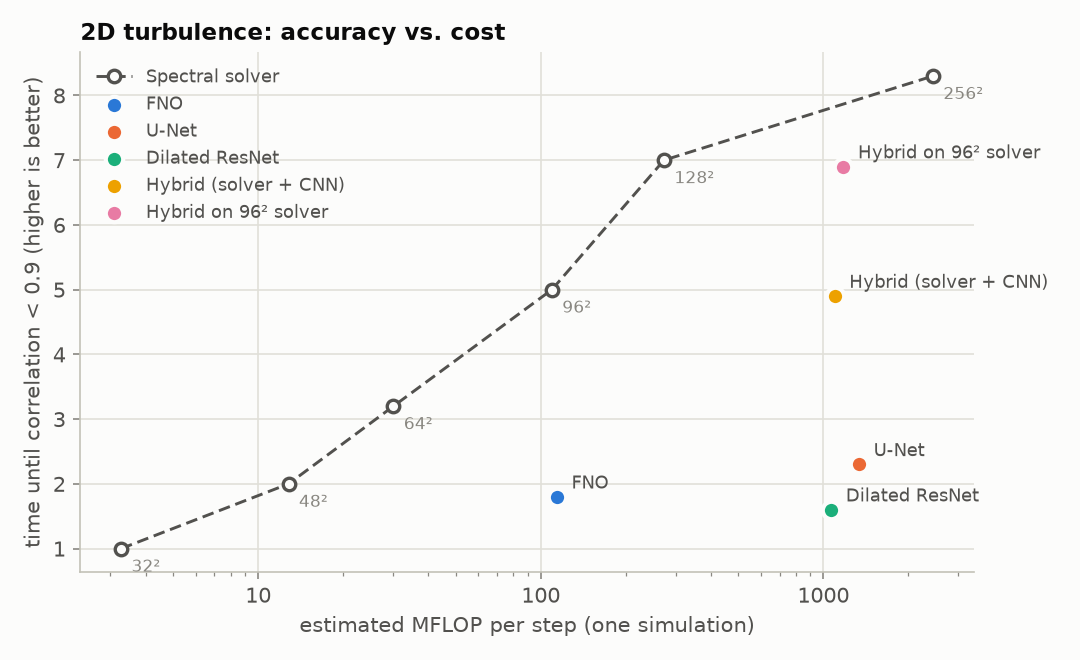 2D turbulence: accuracy vs. cost
time until correlation < 0.9 (higher is better)
8
7
6
5
4
3
2
1
Spectral solver
FNO
U-Net
Dilated ResNet
Hybrid (solver + CNN)
Hybrid on 96² solver
256²
Hybrid on 96² solver
128²
Hybrid (solver + CNN)
96²
64²
U-Net
FNO
Dilated ResNet
48²
32²
10
100
1000
estimated MFLOP per step (one simulation)